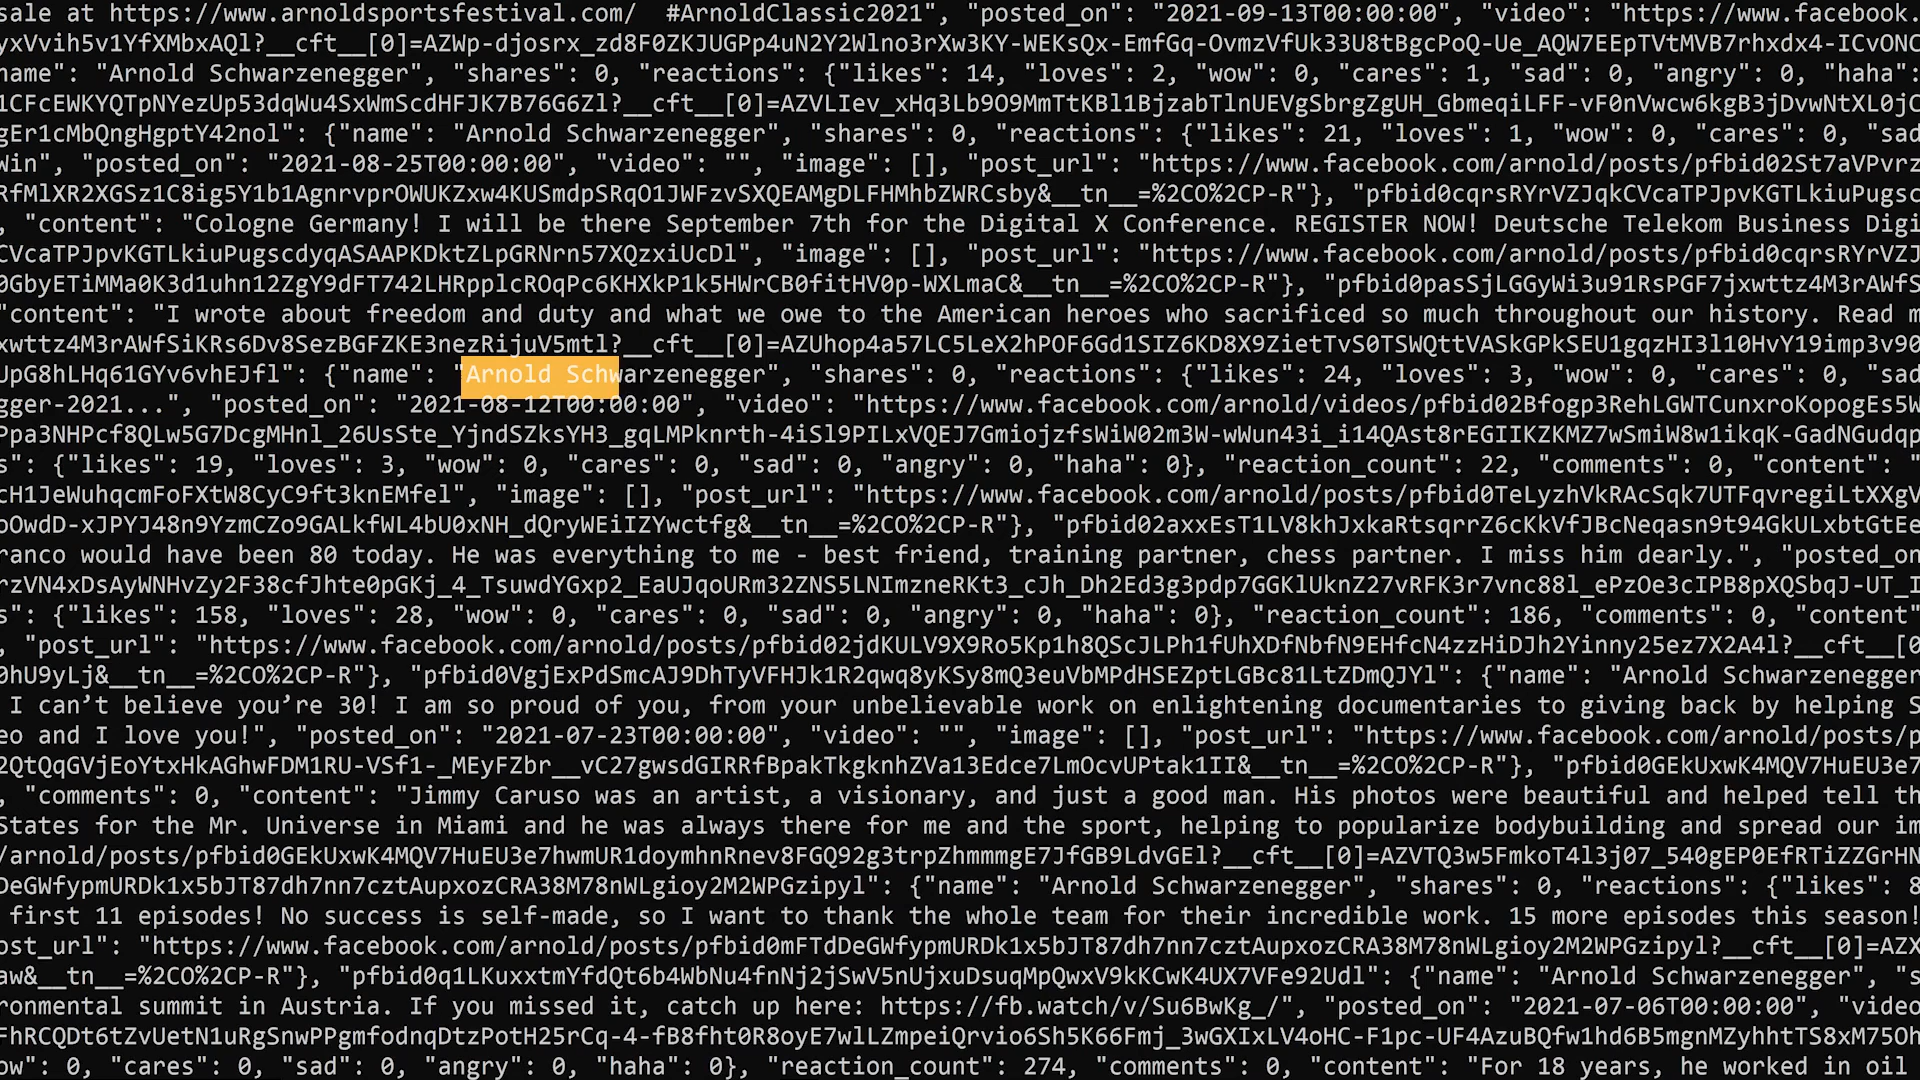 sale at https://www.arnoldsportsfestival.com/  #ArnoldClassic2021", "posted_on": "2021-09-13T00:00:00", "video": "https://www.facebook.
yxVvih5v1YfXMbxAQl?__cft__[0]=AZWp-djosrx_zd8F0ZKJUGPp4uN2Y2Wlno3rXw3KY-WEKsQx-EmfGq-OvmzVfUk33U8tBgcPoQ-Ue_AQW7EEpTVtMVB7rhxdx4-ICvONC
name": "Arnold Schwarzenegger", "shares": 0, "reactions": {"likes": 14, "loves": 2, "wow": 0, "cares": 1, "sad": 0, "angry": 0, "haha":
1CFcEWKYQTpNYezUp53dqWu4SxWmScdHFJK7B76G6Zl?__cft__[0]=AZVLIev_xHq3Lb9O9MmTtKBl1BjzabTlnUEVgSbrgZgUH_GbmeqiLFF-vF0nVwcw6kgB3jDvwNtXL0jC
gEr1cMbQngHgptY42nol": {"name": "Arnold Schwarzenegger", "shares": 0, "reactions": {"likes": 21, "loves": 1, "wow": 0, "cares": 0, "sad
Win", "posted_on": "2021-08-25T00:00:00", "video": "", "image": [], "post_url": "https://www.facebook.com/arnold/posts/pfbid02St7aVPvrz
RfMlXR2XGSz1C8ig5Y1b1AgnrvprOWUKZxw4KUSmdpSRqO1JWFzvSXQEAMgDLFHMhbZWRCsby&__tn__=%2CO%2CP-R"}, "pfbid0cqrsRYrVZJqkCVcaTPJpvKGTLkiuPugsc
, "content": "Cologne Germany! I will be there September 7th for the Digital X Conference. REGISTER NOW! Deutsche Telekom Business Digi
CVcaTPJpvKGTLkiuPugscdyqASAAPKDktZLpGRNrn57XQzxiUcDl", "image": [], "post_url": "https://www.facebook.com/arnold/posts/pfbid0cqrsRYrVZJ
0GbyETiMMa0K3d1uhn12ZgY9dFT742LHRpplcROqPc6KHXkP1k5HWrCB0fitHV0p-WXLmaC&__tn__=%2CO%2CP-R"}, "pfbid0pasSjLGGyWi3u91RsPGF7jxwttz4M3rAWfS
"content": "I wrote about freedom and duty and what we owe to the American heroes who sacrificed so much throughout our history. Read m
xwttz4M3rAWfSiKRs6Dv8SezBGFZKE3nezRijuV5mtl?__cft__[0]=AZUhop4a57LC5LeX2hPOF6Gd1SIZ6KD8X9ZietTvS0TSWQttVASkGPkSEU1gqzHI3l10HvY19imp3v90
UpG8hLHq61GYv6vhEJfl": {"name": "Arnold Schwarzenegger", "shares": 0, "reactions": {"likes": 24, "loves": 3, "wow": 0, "cares": 0, "sad
gger-2021...", "posted_on": "2021-08-12T00:00:00", "video": "https://www.facebook.com/arnold/videos/pfbid02Bfogp3RehLGWTCunxroKopogEs5W
Ppa3NHPcf8QLw5G7DcgMHnl_26UsSte_YjndSZksYH3_gqLMPknrth-4iSl9PILxVQEJ7GmiojzfsWiW02m3W-wWun43i_i14QAst8rEGIIKZKMZ7wSmiW8w1ikqK-GadNGudqp
s": {"likes": 19, "loves": 3, "wow": 0, "cares": 0, "sad": 0, "angry": 0, "haha": 0}, "reaction_count": 22, "comments": 0, "content": "
cH1JeWuhqcmFoFXtW8CyC9ft3knEMfel", "image": [], "post_url": "https://www.facebook.com/arnold/posts/pfbid0TeLyzhVkRAcSqk7UTFqvregiLtXXgV
oOwdD-xJPYJ48n9YzmCZo9GALkfWL4bU0xNH_dQryWEiIZYwctfg&__tn__=%2CO%2CP-R"}, "pfbid02axxEsT1LV8khJxkaRtsqrrZ6cKkVfJBcNeqasn9t94GkULxbtGtEe
ranco would have been 80 today. He was everything to me - best friend, training partner, chess partner. I miss him dearly.", "posted_on
rzVN4xDsAyWNHvZy2F38cfJhte0pGKj_4_TsuwdYGxp2_EaUJqoURm32ZNS5LNImzneRKt3_cJh_Dh2Ed3g3pdp7GGKlUknZ27vRFK3r7vnc88l_ePzOe3cIPB8pXQSbqJ-UT_I
s": {"likes": 158, "loves": 28, "wow": 0, "cares": 0, "sad": 0, "angry": 0, "haha": 0}, "reaction_count": 186, "comments": 0, "content"
, "post_url": "https://www.facebook.com/arnold/posts/pfbid02jdKULV9X9Ro5Kp1h8QScJLPh1fUhXDfNbfN9EHfcN4zzHiDJh2Yinny25ez7X2A4l?__cft__[0
0hU9yLj&__tn__=%2CO%2CP-R"}, "pfbid0VgjExPdSmcAJ9DhTyVFHJk1R2qwq8yKSy8mQ3euVbMPdHSEZptLGBc81LtZDmQJYl": {"name": "Arnold Schwarzenegger
 I can’t believe you’re 30! I am so proud of you, from your unbelievable work on enlightening documentaries to giving back by helping S
eo and I love you!", "posted_on": "2021-07-23T00:00:00", "video": "", "image": [], "post_url": "https://www.facebook.com/arnold/posts/p
2QtQqGVjEoYtxHkAGhwFDM1RU-VSf1-_MEyFZbr__vC27gwsdGIRRfBpakTkgknhZVa13Edce7LmOcvUPtak1II&__tn__=%2CO%2CP-R"}, "pfbid0GEkUxwK4MQV7HuEU3e7
, "comments": 0, "content": "Jimmy Caruso was an artist, a visionary, and just a good man. His photos were beautiful and helped tell th
States for the Mr. Universe in Miami and he was always there for me and the sport, helping to popularize bodybuilding and spread our im
/arnold/posts/pfbid0GEkUxwK4MQV7HuEU3e7hwmUR1doymhnRnev8FGQ92g3trpZhmmmgE7JfGB9LdvGEl?__cft__[0]=AZVTQ3w5FmkoT4l3j07_540gEP0EfRTiZZGrHN
DeGWfypmURDk1x5bJT87dh7nn7cztAupxozCRA38M78nWLgioy2M2WPGzipyl": {"name": "Arnold Schwarzenegger", "shares": 0, "reactions": {"likes": 8
 first 11 episodes! No success is self-made, so I want to thank the whole team for their incredible work. 15 more episodes this season!
ost_url": "https://www.facebook.com/arnold/posts/pfbid0mFTdDeGWfypmURDk1x5bJT87dh7nn7cztAupxozCRA38M78nWLgioy2M2WPGzipyl?__cft__[0]=AZX
aw&__tn__=%2CO%2CP-R"}, "pfbid0q1LKuxxtmYfdQt6b4WbNu4fnNj2jSwV5nUjxuDsuqMpQwxV9kKCwK4UX7VFe92Udl": {"name": "Arnold Schwarzenegger", "s
ronmental summit in Austria. If you missed it, catch up here: https://fb.watch/v/Su6BwKg_/", "posted_on": "2021-07-06T00:00:00", "video
FhRCQDt6tZvUetN1uRgSnwPPgmfodnqDtzPotH25rCq-4-fB8fht0R8oyE7wlLZmpeiQrvio6Sh5K66Fmj_3wGXIxLV4oHC-F1pc-UF4AzuBQfw1hd6B5mgnMZyhhtTS8xM75Oh
ow": 0, "cares": 0, "sad": 0, "angry": 0, "haha": 0}, "reaction_count": 274, "comments": 0, "content": "For 18 years, he worked in oil